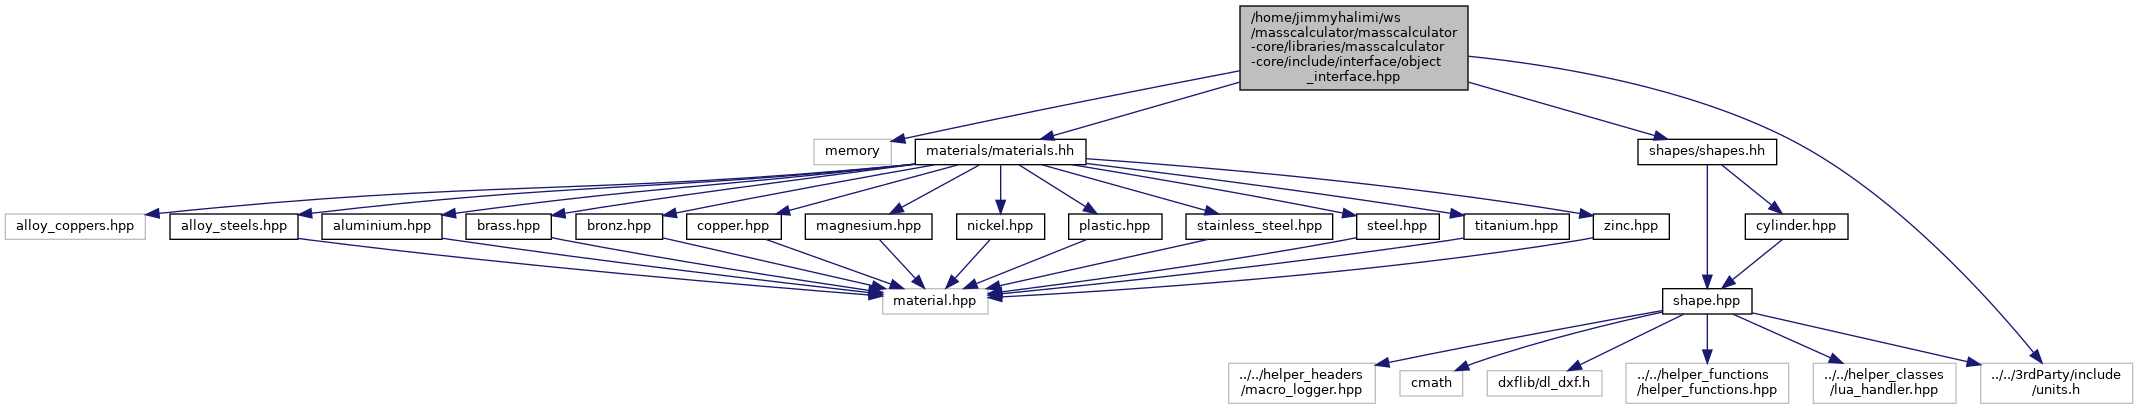 /home/jimmyhalimi/ws
/masscalculator/masscalculator
-core/libraries/masscalculator
-core/include/interface/object
_interface.hpp
memory
materials/materials.hh
shapes/shapes.hh
alloy_coppers.hpp
alloy_steels.hpp
aluminium.hpp
brass.hpp
bronz.hpp
copper.hpp
magnesium.hpp
nickel.hpp
plastic.hpp
stainless_steel.hpp
steel.hpp
titanium.hpp
zinc.hpp
cylinder.hpp
material.hpp
shape.hpp
../../helper_headers
/macro_logger.hpp
cmath
dxflib/dl_dxf.h
../../helper_functions
/helper_functions.hpp
../../helper_classes
/lua_handler.hpp
../../3rdParty/include
/units.h